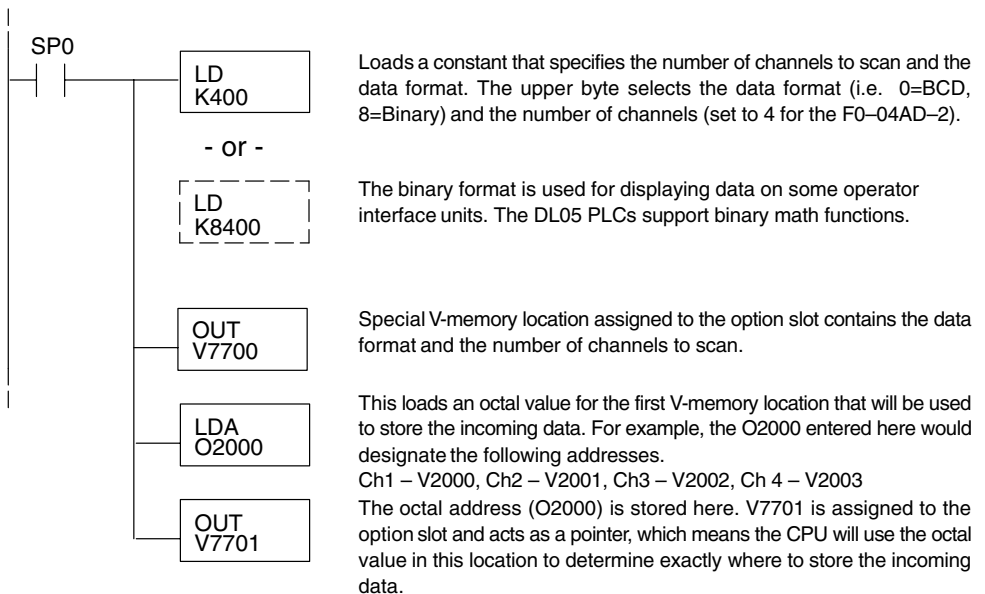 SP0
LD
K400
Loads a constant that specifies the number of channels to scan and the
data format. The upper byte selects the data format (i.e. 0=BCD,
8=Binary) and the number of channels (set to 4 for the F0–04AD–2).
- or -
LD
K8400
The binary format is used for displaying data on some operator
interface units. The DL05 PLCs support binary math functions.
OUT
V7700
Special V-memory location assigned to the option slot contains the data
format and the number of channels to scan.
LDA
O2000
This loads an octal value for the first V-memory location that will be used
to store the incoming data. For example, the O2000 entered here would
designate the following addresses.
Ch1 – V2000, Ch2 – V2001, Ch3 – V2002, Ch 4 – V2003
OUT
V7701
The octal address (O2000) is stored here. V7701 is assigned to the
option slot and acts as a pointer, which means the CPU will use the octal
value in this location to determine exactly where to store the incoming
data.